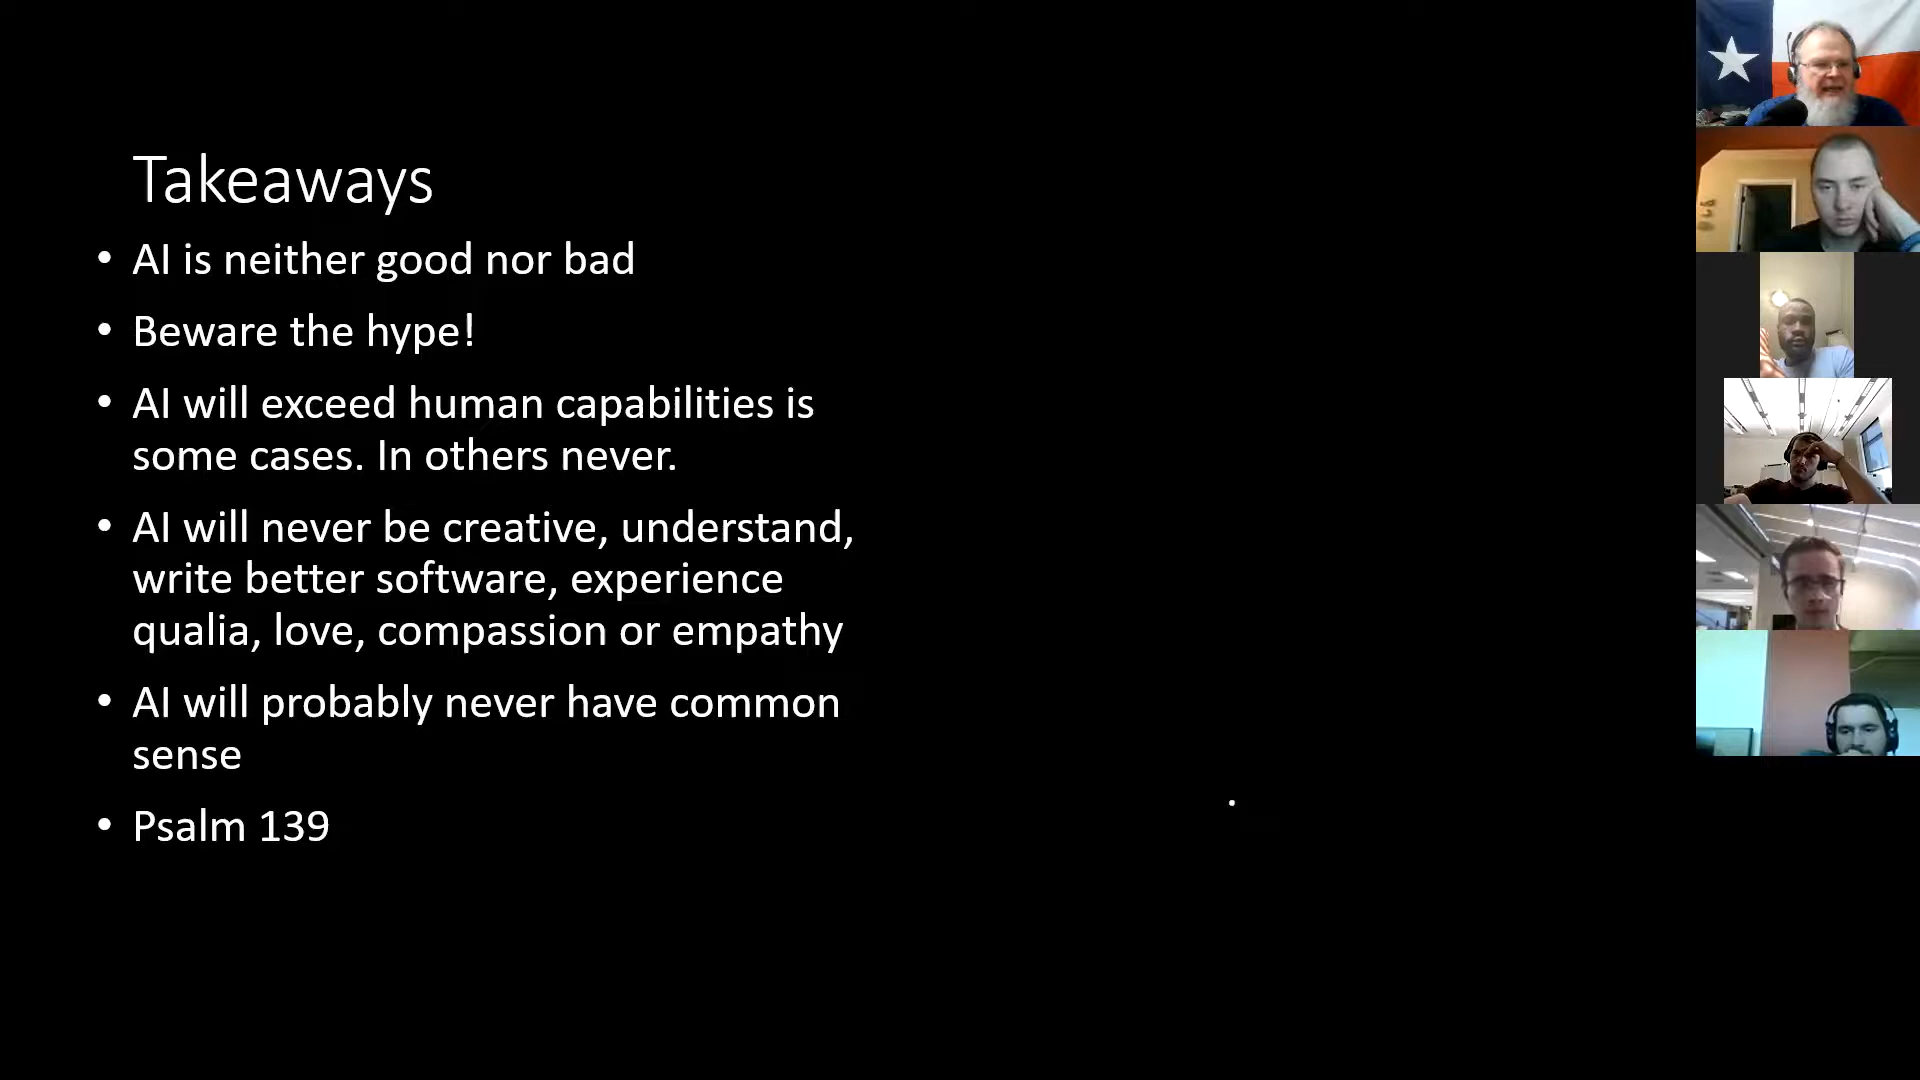 Takeaways
• AI is neither good nor bad
• Beware the hype!
• AI will exceed human capabilities is
some cases. In others never.
• AI will never be creative, understand,
write better software, experience
qualia, love, compassion or empathy
• AI will probably never have common
sense
• Psalm 139